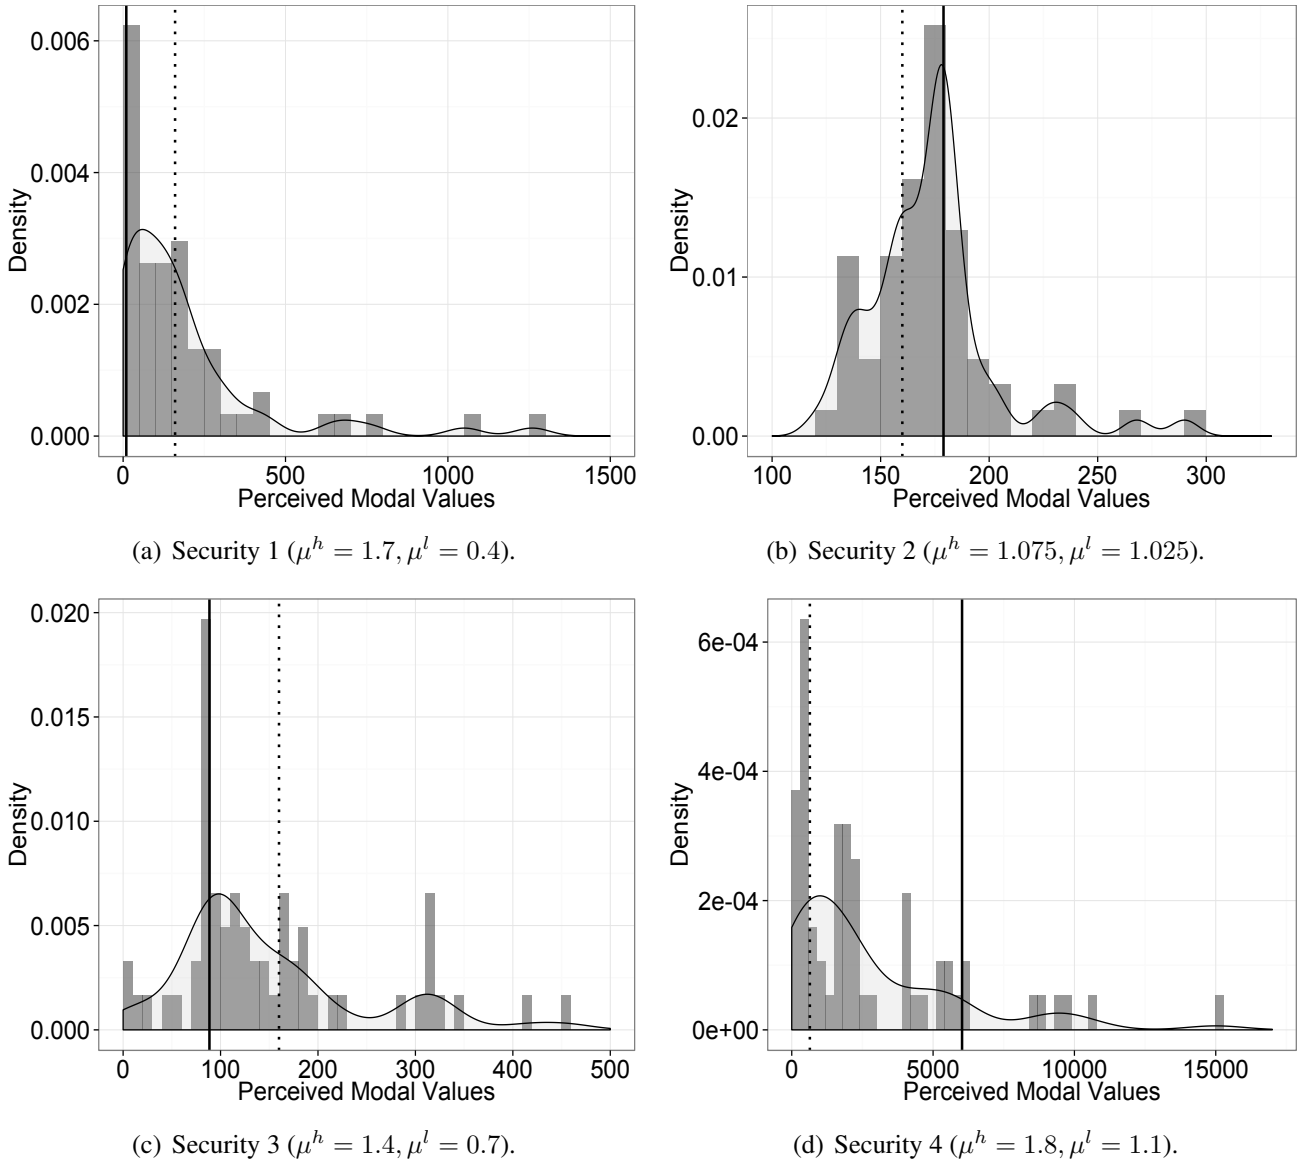 0.006
0.004
0.002
0.000
Density
0 500 1000 1500
Perceived Modal Values
(a) Security 1 (μ^h = 1.7, μ^l = 0.4).
0.02
0.01
0.00
Density
100 150 200 250 300
Perceived Modal Values
(b) Security 2 (μ^h = 1.075, μ^l = 1.025).
0.020
0.015
0.010
0.005
0.000
Density
0 100 200 300 400 500
Perceived Modal Values
(c) Security 3 (μ^h = 1.4, μ^l = 0.7).
6e-04
4e-04
2e-04
0e+00
Density
0 5000 10000 15000
Perceived Modal Values
(d) Security 4 (μ^h = 1.8, μ^l = 1.1).